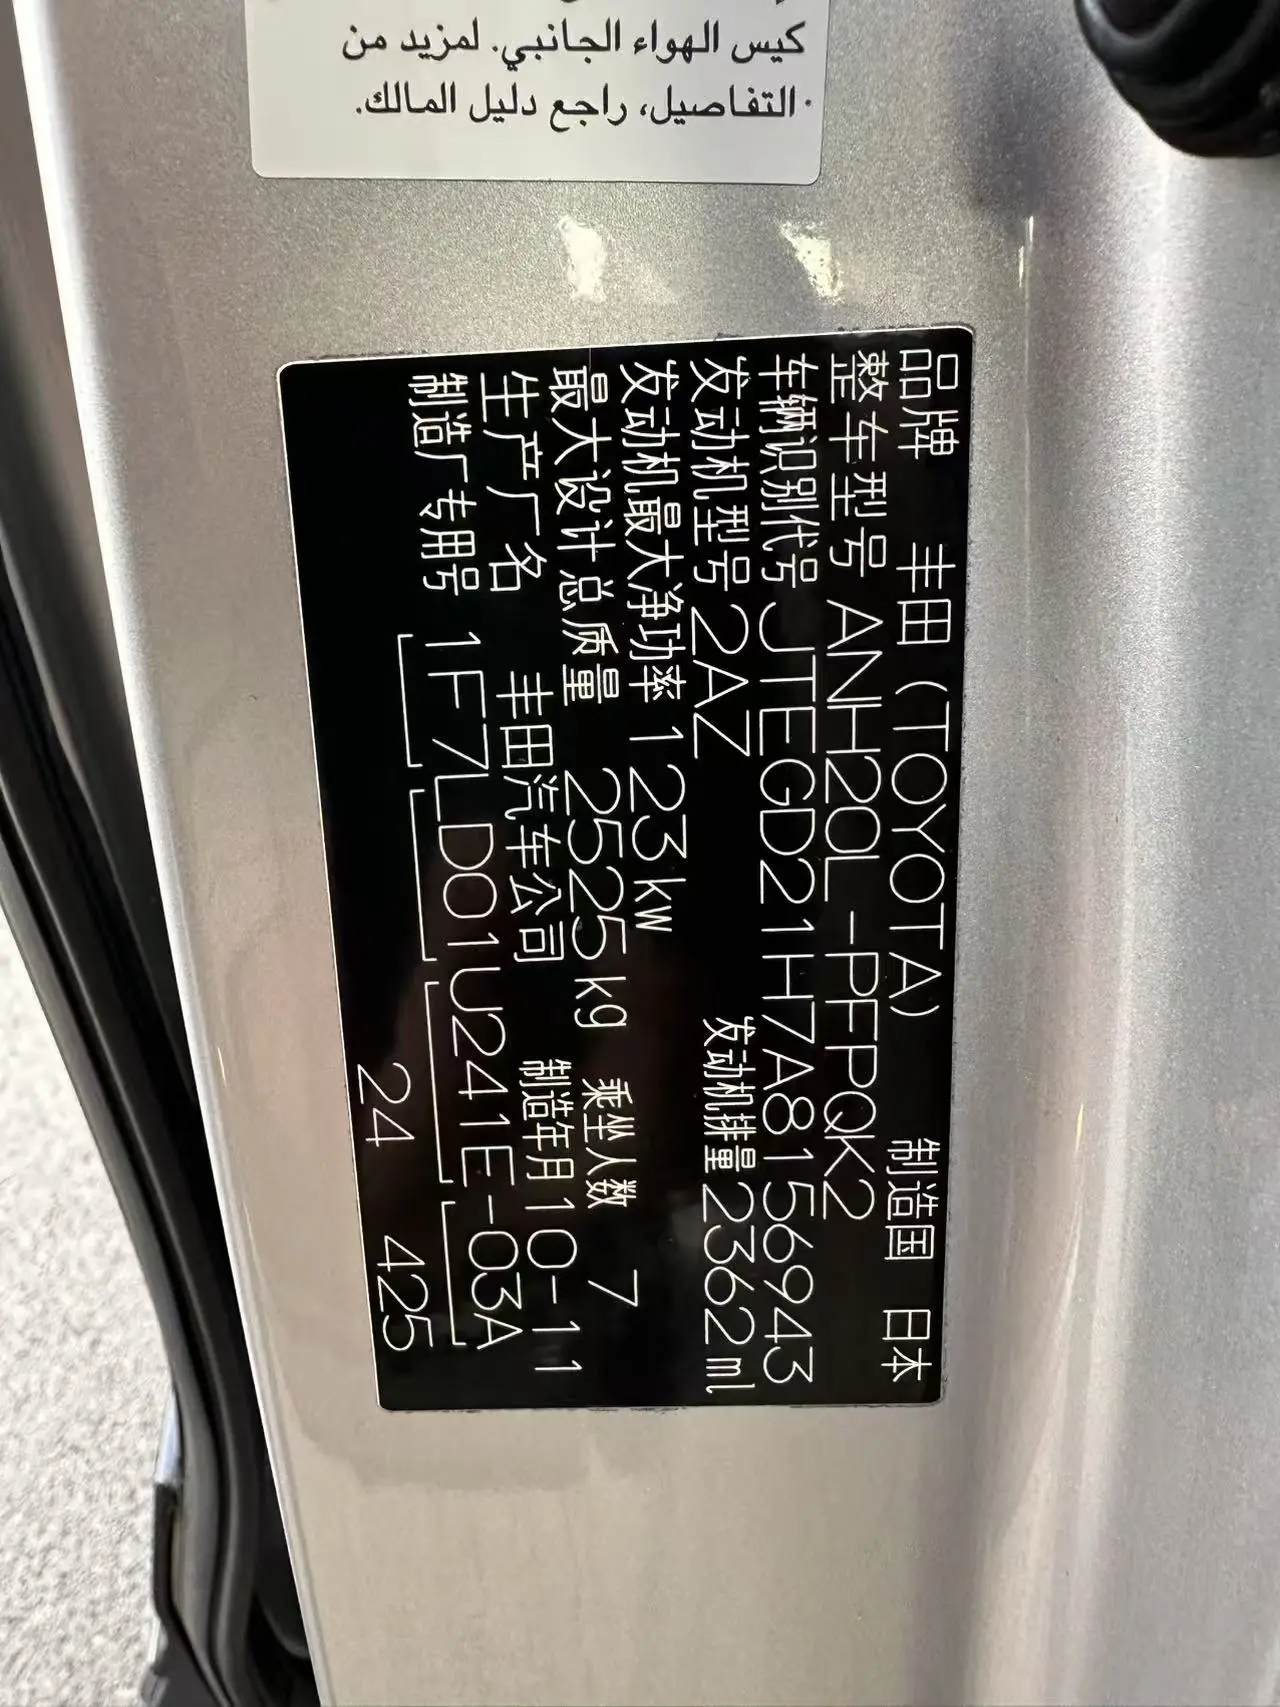 كيس الهواء الجانبي. لمزيد من
التفاصيل، راجع دليل المالك.
品牌 丰田（TOYOTA） 制造国 日本
整车型号 ANH20L-PFPQK2
车辆识别代号 JTEGD21H7A8156943
发动机型号 2AZ 发动机排量 2362ml
发动机最大净功率 123kw
最大设计总质量 2525kg 乘坐人数 7
生产厂名 丰田汽车公司 制造年月 10-11
制造厂专用号 1F7LD01U241E-03A
24 425